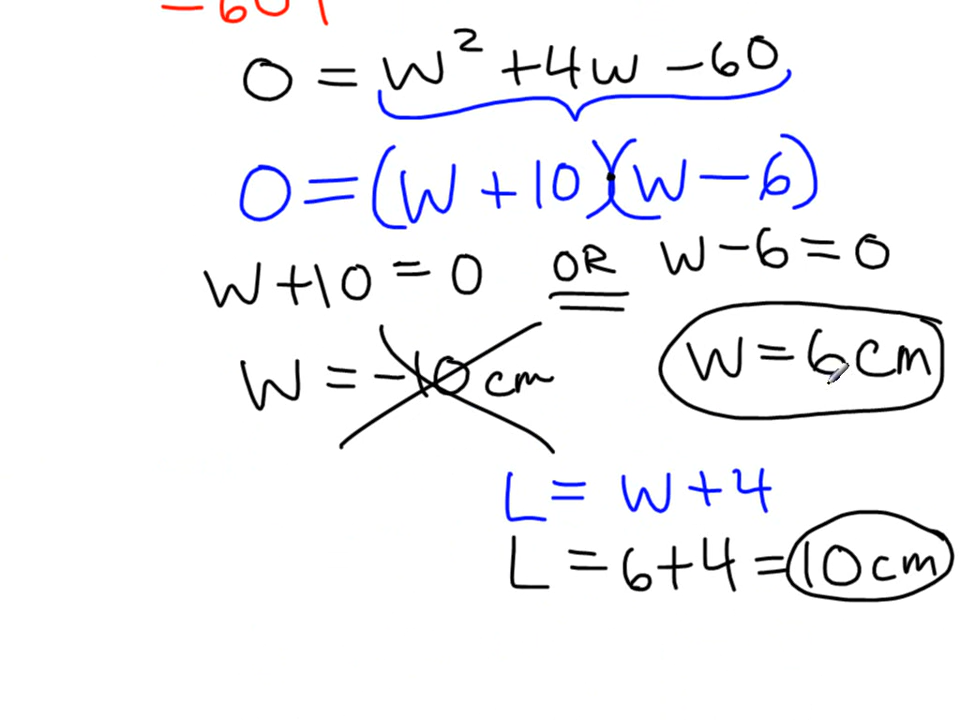 -60
0 = w² + 4w - 60
0 = (w + 10)(w - 6)
w + 10 = 0 OR w - 6 = 0
w = -10 cm w = 6 cm
L = w + 4
L = 6 + 4 = 10 cm